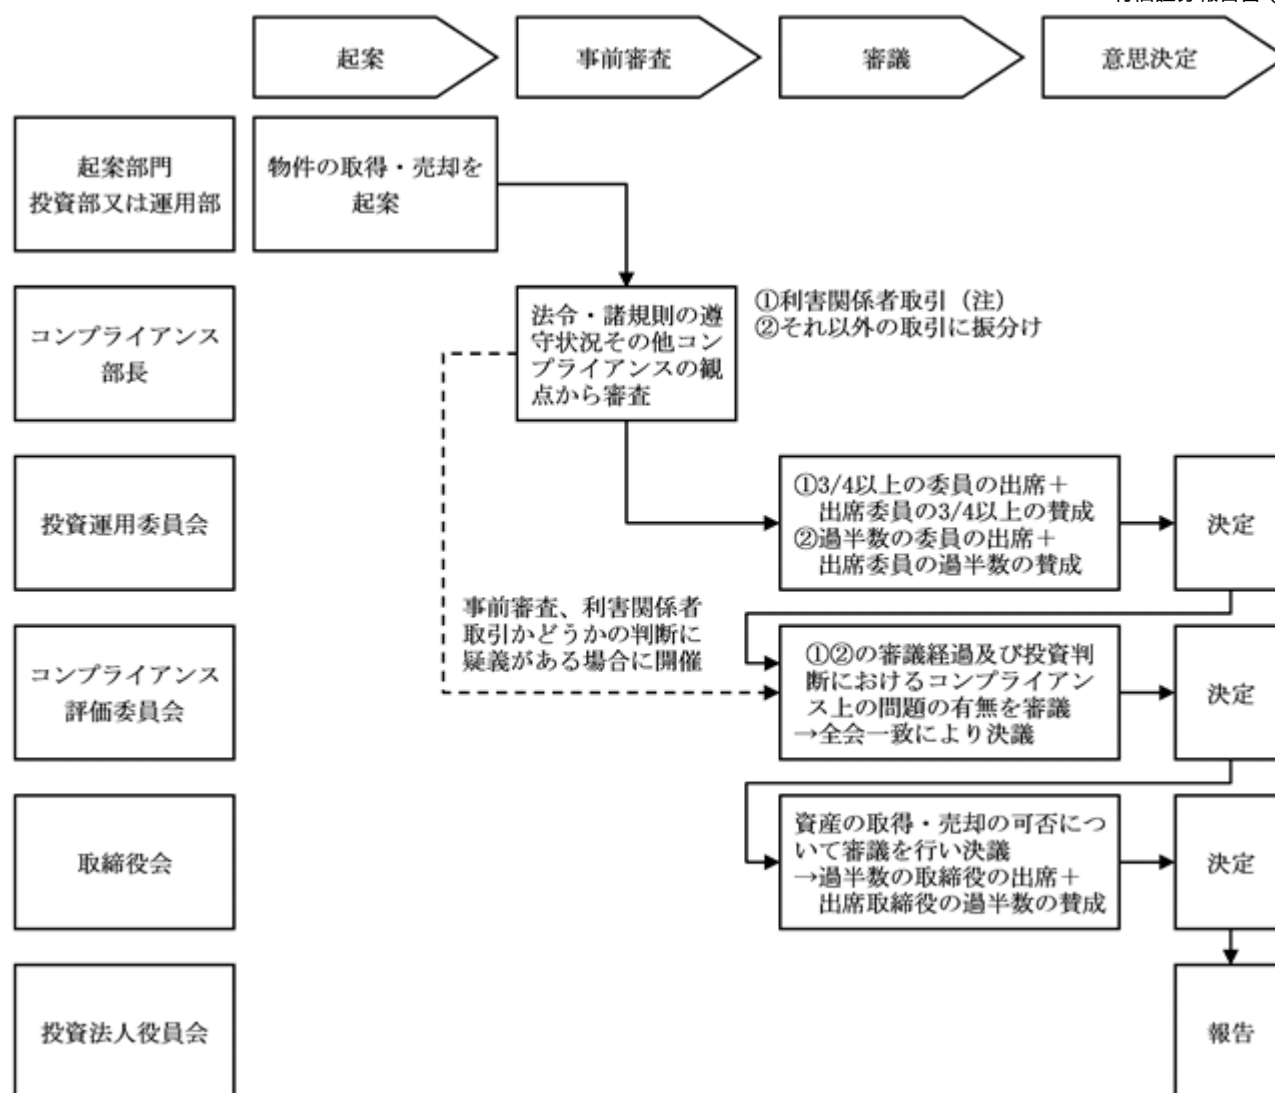 起案
事前審査
審議
意思決定
起案部門
投資部又は運用部
物件の取得・売却を
起案
コンプライアンス
部長
法令・諸規則の遵
守状況その他コン
プライアンスの観
点から審査
①利害関係者取引（注）
②それ以外の取引に振分け
投資運用委員会
①3/4以上の委員の出席＋
出席委員の3/4以上の賛成
②過半数の委員の出席＋
出席委員の過半数の賛成
決定
事前審査、利害関係者
取引かどうかの判断に
疑義がある場合に開催
コンプライアンス
評価委員会
①②の審議経過及び投資判
断におけるコンプライアン
ス上の問題の有無を審議
→全会一致により決議
決定
取締役会
資産の取得・売却の可否につ
いて審議を行い決議
→過半数の取締役の出席＋
出席取締役の過半数の賛成
決定
投資法人役員会
報告